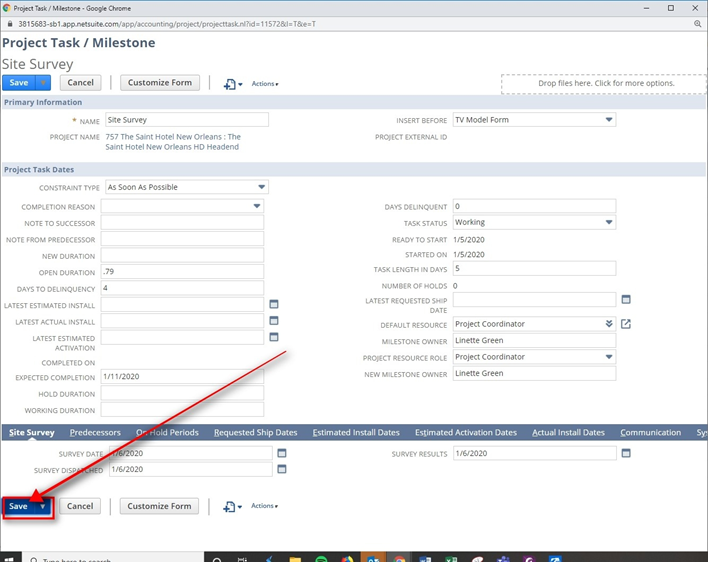 Project Task / Milestone - Google Chrome
3815683-sb1.app.netsuite.com/app/accounting/project/projecttask.nl?id=11572&l=T&e=T
Project Task / Milestone
Site Survey
Save Cancel Customize Form Actions
Drop files here. Click for more options.
Primary Information
* NAME Site Survey INSERT BEFORE TV Model Form
PROJECT NAME 757 The Saint Hotel New Orleans : The PROJECT EXTERNAL ID
Saint Hotel New Orleans HD Headend
Project Task Dates
CONSTRAINT TYPE As Soon As Possible
COMPLETION REASON
NOTE TO SUCCESSOR
NOTE FROM PREDECESSOR
NEW DURATION
OPEN DURATION .79
DAYS TO DELINQUENCY 4
LATEST ESTIMATED INSTALL
LATEST ACTUAL INSTALL
LATEST ESTIMATED
ACTIVATION
COMPLETED ON
EXPECTED COMPLETION 1/11/2020
HOLD DURATION
WORKING DURATION
DAYS DELINQUENT 0
TASK STATUS Working
READY TO START 1/5/2020
STARTED ON 1/5/2020
TASK LENGTH IN DAYS 5
NUMBER OF HOLDS 0
LATEST REQUESTED SHIP
DATE
DEFAULT RESOURCE Project Coordinator
MILESTONE OWNER Linette Green
PROJECT RESOURCE ROLE Project Coordinator
NEW MILESTONE OWNER Linette Green
Site Survey Predecessors On Hold Periods Requested Ship Dates Estimated Install Dates Estimated Activation Dates Actual Install Dates Communication Sys
SURVEY DATE 1/6/2020 SURVEY RESULTS 1/6/2020
SURVEY DISPATCHED 1/6/2020
Save Cancel Customize Form Actions
Type here to search